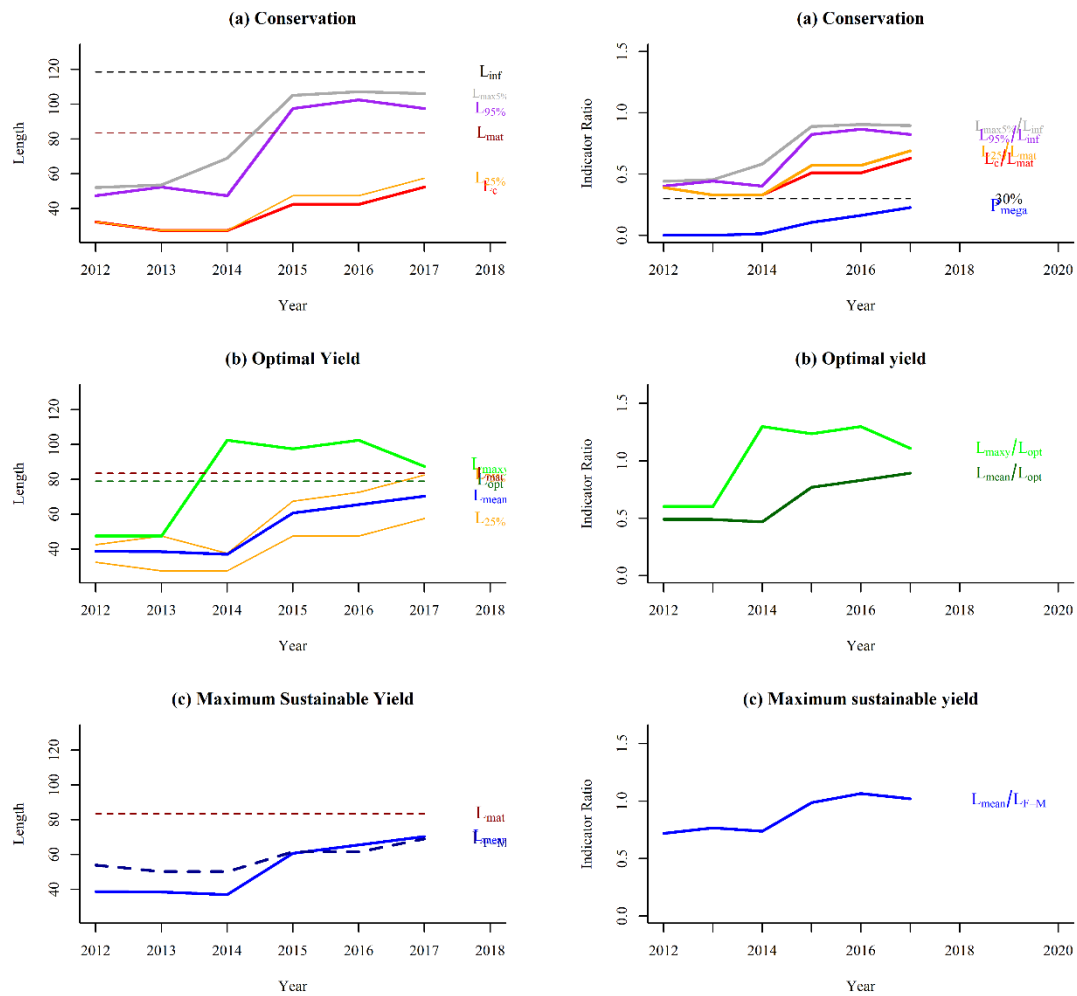 (a) Conservation
Length
40 60 80 100 120
L_inf
L_max5%
L_95%
L_mat
L_25%
L_c
2012 2013 2014 2015 2016 2017 2018
Year
(a) Conservation
Indicator Ratio
0.0 0.5 1.0 1.5
L_max5%/L_inf
L_95%/L_inf
L_25/L_mat
L_c/L_mat
30%
P_mega
2012 2014 2016 2018 2020
Year
(b) Optimal Yield
Length
40 60 80 100 120
L_maxy
L_mat
L_opt
L_mean
L_25%
2012 2013 2014 2015 2016 2017 2018
Year
(b) Optimal yield
Indicator Ratio
0.0 0.5 1.0 1.5
L_maxy/L_opt
L_mean/L_opt
2012 2014 2016 2018 2020
Year
(c) Maximum Sustainable Yield
Length
40 60 80 100 120
L_mat
L_mean
2012 2013 2014 2015 2016 2017 2018
Year
(c) Maximum sustainable yield
Indicator Ratio
0.0 0.5 1.0 1.5
L_mean/L_F−M
2012 2014 2016 2018 2020
Year